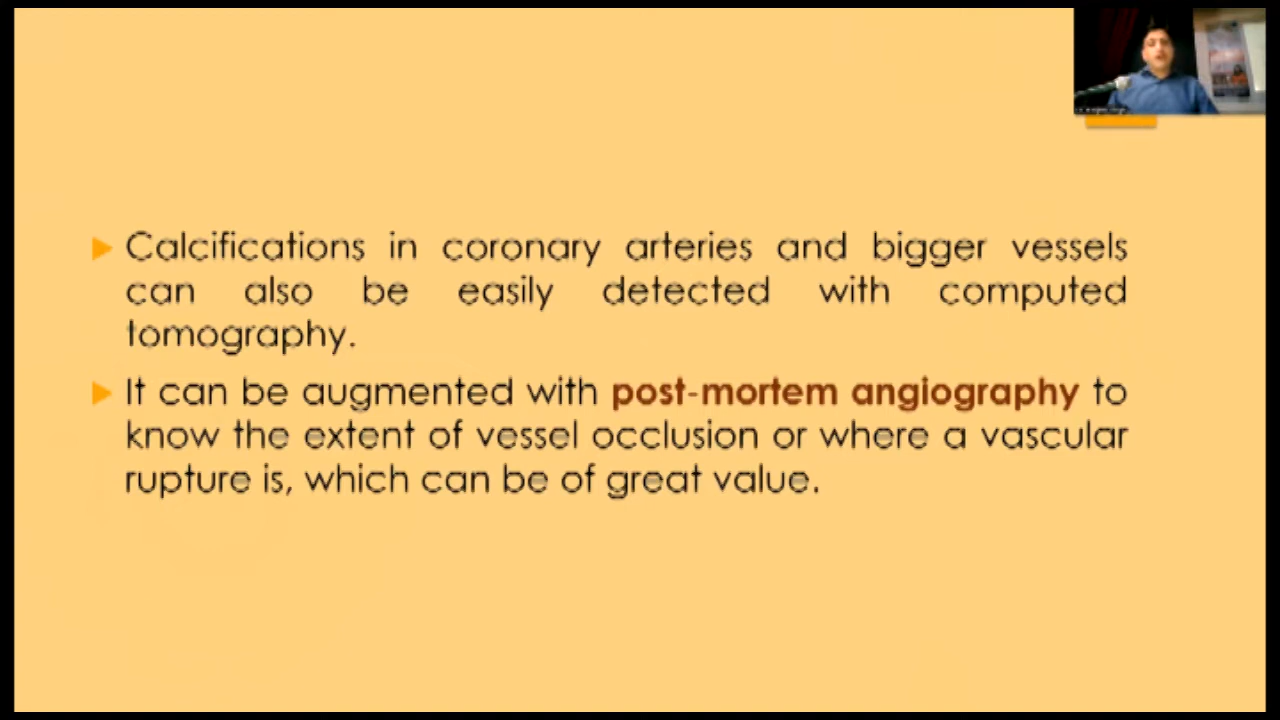 Calcifications in coronary arteries and bigger vessels
can also be easily detected with computed
tomography.
It can be augmented with post-mortem angiography to
know the extent of vessel occlusion or where a vascular
rupture is, which can be of great value.